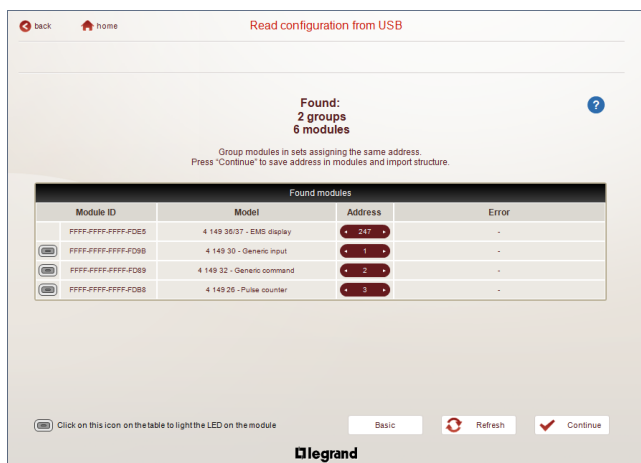 back home Read configuration from USB
Found:
2 groups
6 modules
?
Group modules in sets assigning the same address.
Press "Continue" to save address in modules and import structure.
Found modules
Module ID Model Address Error
FFFF-FFFF-FFFF-FDE5 4 149 36/37 - EMS display 247 -
FFFF-FFFF-FFFF-FD9B 4 149 30 - Generic input 1 -
FFFF-FFFF-FFFF-FD89 4 149 32 - Generic command 2 -
FFFF-FFFF-FFFF-FDB8 4 149 26 - Pulse counter 3 -
Click on this icon on the table to light the LED on the module Basic Refresh Continue
legrand